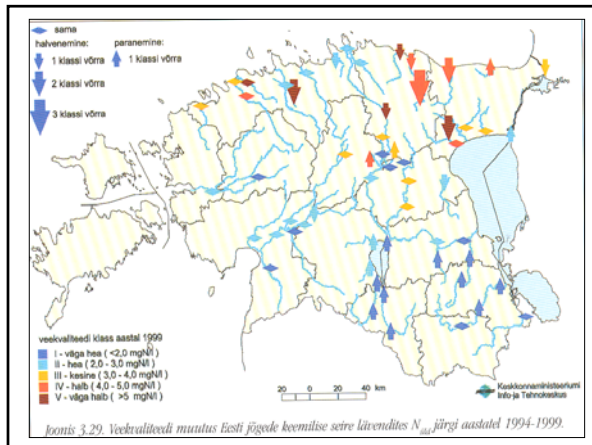 sama
halvenemine:
paranemine:
1 klassi võrra
1 klassi võrra
2 klassi võrra
3 klassi võrra
veekvaliteedi klass aastal 1999
I - väga hea ( <2,0 mgN/l )
II - hea ( 2,0 - 3,0 mgN/l )
III - kesine ( 3,0 - 4,0 mgN/l )
IV - halb ( 4,0 - 5,0 mgN/l )
V - väga halb ( >5 mgN/l )
20 0 20 40 km
Keskkonnaministeeriumi
Info-ja Tehnokeskus
Joonis 3.29. Veekvaliteedi muutus Eesti jõgede keemilise seire lävendites N üld järgi aastatel 1994-1999.